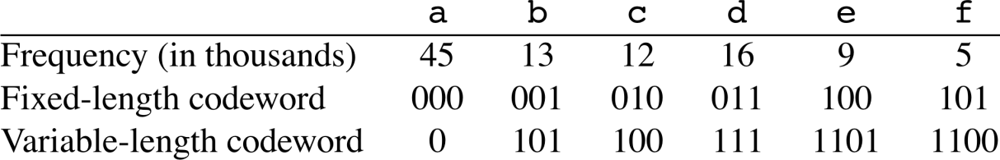 a b c d e f
Frequency (in thousands) 45 13 12 16 9 5
Fixed-length codeword 000 001 010 011 100 101
Variable-length codeword 0 101 100 111 1101 1100